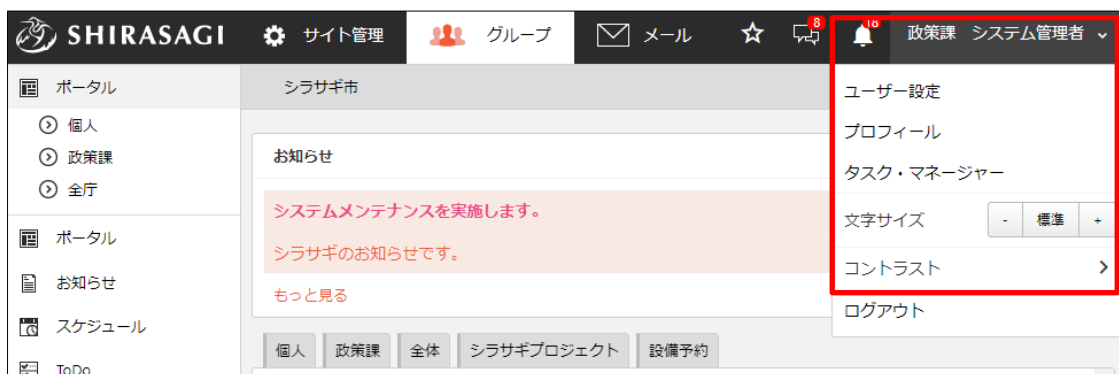 SHIRASAGI サイト管理 グループ メール 8 18 政策課 システム管理者
ポータル
個人
政策課
全庁
ポータル
お知らせ
スケジュール
ToDo
シラサギ市
お知らせ
システムメンテナンスを実施します。
シラサギのお知らせです。
もっと見る
個人 政策課 全体 シラサギプロジェクト 設備予約
ユーザー設定
プロフィール
タスク・マネージャー
文字サイズ - 標準 +
コントラスト
ログアウト